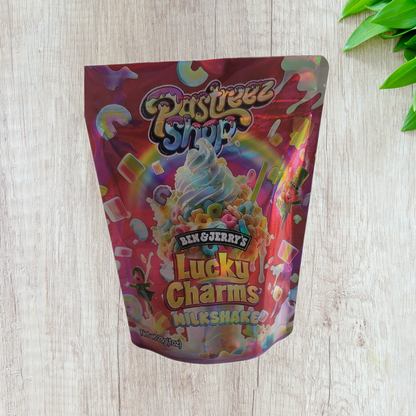 Pastreez
Shop
BEN & JERRY'S
Lucky
Charms
MILKSHAKE